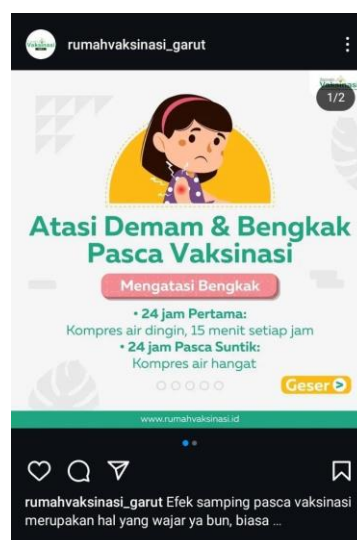 rumahvaksinasi_garut
1/2
Atasi Demam & Bengkak
Pasca Vaksinasi
Mengatasi Bengkak
• 24 jam Pertama:
Kompres air dingin, 15 menit setiap jam
• 24 jam Pasca Suntik:
Kompres air hangat
Geser >
www.rumahvaksinasi.id
rumahvaksinasi_garut Efek samping pasca vaksinasi
merupakan hal yang wajar ya bun, biasa ...